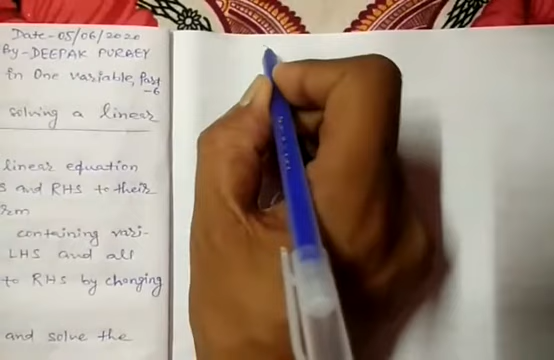 Date-05/06/2020
By-DEEPAK PURBEY
in One variable, Part-6
solving a linear
linear equation
s and RHS to their
rm
containing vari-
LHS and all
to RHS by changing
and solve the